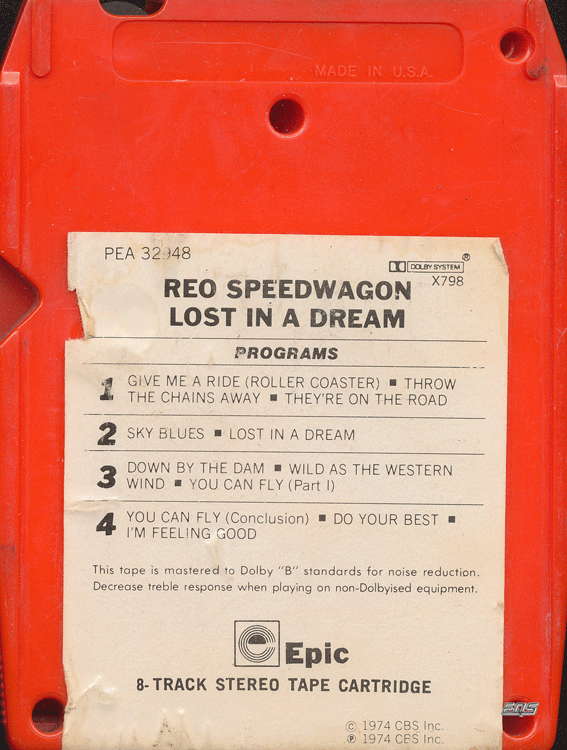 MADE IN U.S.A.
PEA 32948
DOLBY SYSTEM ®
X798
REO SPEEDWAGON
LOST IN A DREAM
PROGRAMS
1 GIVE ME A RIDE (ROLLER COASTER) ■ THROW
THE CHAINS AWAY ■ THEY'RE ON THE ROAD
2 SKY BLUES ■ LOST IN A DREAM
3 DOWN BY THE DAM ■ WILD AS THE WESTERN
WIND ■ YOU CAN FLY (Part I)
4 YOU CAN FLY (Conclusion) ■ DO YOUR BEST ■
I'M FEELING GOOD
This tape is mastered to Dolby "B" standards for noise reduction.
Decrease treble response when playing on non-Dolbyised equipment.
e Epic
8-TRACK STEREO TAPE CARTRIDGE
© 1974 CBS Inc.
℗ 1974 CBS Inc.